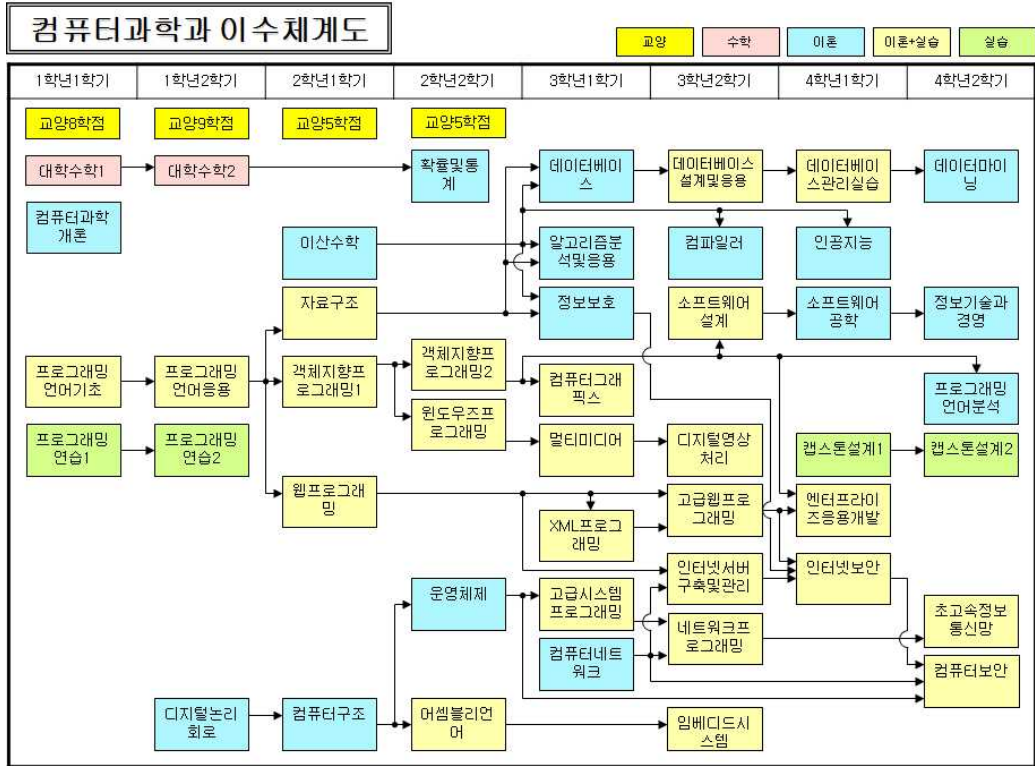 컴퓨터과학과 이수체계도
교양
수학
이론
이론+실습
실습
1학년1학기
1학년2학기
2학년1학기
2학년2학기
3학년1학기
3학년2학기
4학년1학기
4학년2학기
교양8학점
교양9학점
교양5학점
교양5학점
대학수학1
대학수학2
확률및통
계
데이터베이
스
데이터베이스
설계및응용
데이터베이
스관리실습
데이터마이
닝
컴퓨터과학
개론
이산수학
알고리즘분
석및응용
컴파일러
인공지능
자료구조
정보보호
소프트웨어
설계
소프트웨어
공학
정보기술과
경영
프로그래밍
언어기초
프로그래밍
언어응용
객체지향프
로그래밍1
객체지향프
로그래밍2
컴퓨터그래
픽스
프로그래밍
언어분석
윈도우즈프
로그래밍
프로그래밍
연습1
프로그래밍
연습2
멀티미디어
디지털영상
처리
캡스톤설계1
캡스톤설계2
웹프로그래
밍
XML프로그
래밍
고급웹프로
그래밍
엔터프라이
즈응용개발
운영체제
고급시스템
프로그래밍
인터넷서버
구축및관리
인터넷보안
초고속정보
통신망
컴퓨터네트
워크
네트워크프
로그래밍
컴퓨터보안
디지털논리
회로
컴퓨터구조
어셈블리언
어
임베디드시
스템